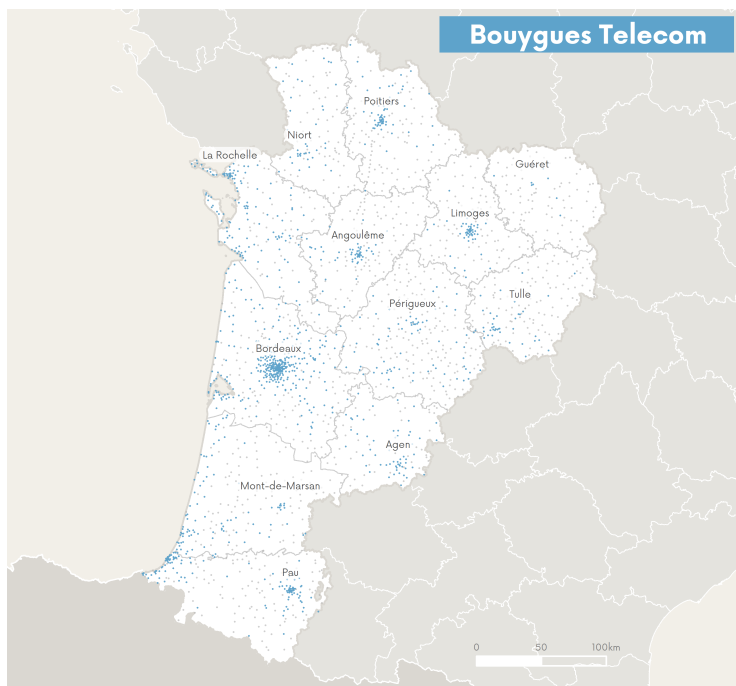 Bouygues Telecom
Poitiers
Niort
La Rochelle
Guéret
Limoges
Angoulême
Tulle
Périgueux
Bordeaux
Agen
Mont-de-Marsan
Pau
0 50 100km